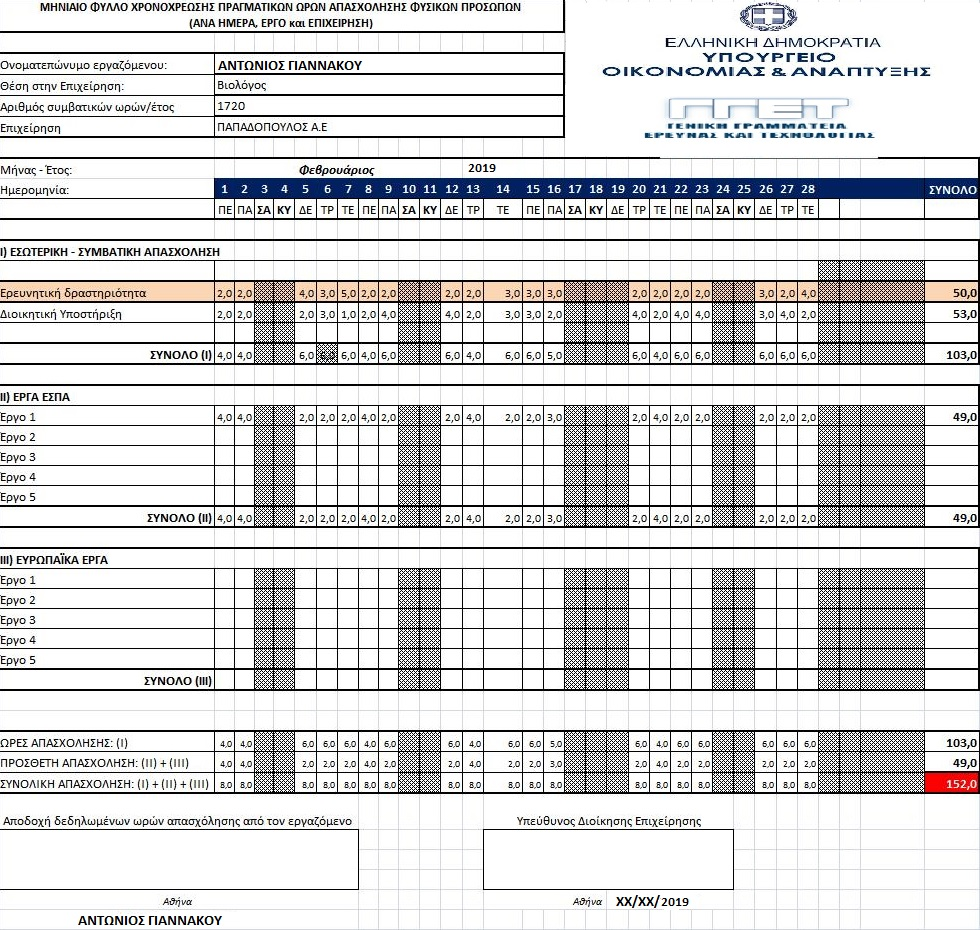 ΜΗΝΙΑΙΟ ΦΥΛΛΟ ΧΡΟΝΟΧΡΕΩΣΗΣ ΠΡΑΓΜΑΤΙΚΩΝ ΩΡΩΝ ΑΠΑΣΧΟΛΗΣΗΣ ΦΥΣΙΚΩΝ ΠΡΟΣΩΠΩΝ
(ΑΝΑ ΗΜΕΡΑ, ΕΡΓΟ και ΕΠΙΧΕΙΡΗΣΗ)
ΕΛΛΗΝΙΚΗ ΔΗΜΟΚΡΑΤΙΑ
ΥΠΟΥΡΓΕΙΟ
ΟΙΚΟΝΟΜΙΑΣ & ΑΝΑΠΤΥΞΗΣ
ΓΓΕΤ
ΓΕΝΙΚΗ ΓΡΑΜΜΑΤΕΙΑ
ΕΡΕΥΝΑΣ ΚΑΙ ΤΕΧΝΟΛΟΓΙΑΣ
Ονοματεπώνυμο εργαζόμενου: ΑΝΤΩΝΙΟΣ ΓΙΑΝΝΑΚΟΥ
Θέση στην Επιχείρηση: Βιολόγος
Αριθμός συμβατικών ωρών/έτος 1720
Επιχείρηση ΠΑΠΑΔΟΠΟΥΛΟΣ Α.Ε
Μήνας - Έτος: Φεβρουάριος 2019
Ημερομηνία: 1 2 3 4 5 6 7 8 9 10 11 12 13 14 15 16 17 18 19 20 21 22 23 24 25 26 27 28 ΣΥΝΟΛΟ
ΠΕ ΠΑ ΣΑ ΚΥ ΔΕ ΤΡ ΤΕ ΠΕ ΠΑ ΣΑ ΚΥ ΔΕ ΤΡ ΤΕ ΠΕ ΠΑ ΣΑ ΚΥ ΔΕ ΤΡ ΤΕ ΠΕ ΠΑ ΣΑ ΚΥ ΔΕ ΤΡ ΤΕ
Ι) ΕΣΩΤΕΡΙΚΗ - ΣΥΜΒΑΤΙΚΗ ΑΠΑΣΧΟΛΗΣΗ
Ερευνητική δραστηριότητα 2,0 2,0 4,0 3,0 5,0 2,0 2,0 2,0 2,0 3,0 3,0 3,0 2,0 2,0 2,0 2,0 3,0 2,0 4,0 50,0
Διοικητική Υποστήριξη 2,0 2,0 2,0 3,0 1,0 2,0 4,0 4,0 2,0 3,0 3,0 2,0 4,0 2,0 4,0 4,0 3,0 4,0 2,0 53,0
ΣΥΝΟΛΟ (Ι) 4,0 4,0 6,0 6,0 6,0 4,0 6,0 6,0 4,0 6,0 6,0 5,0 6,0 4,0 6,0 6,0 6,0 6,0 6,0 103,0
ΙΙ) ΕΡΓΑ ΕΣΠΑ
Έργο 1 4,0 4,0 2,0 2,0 2,0 4,0 2,0 2,0 4,0 2,0 2,0 3,0 2,0 4,0 2,0 2,0 2,0 2,0 2,0 49,0
Έργο 2
Έργο 3
Έργο 4
Έργο 5
ΣΥΝΟΛΟ (ΙΙ) 4,0 4,0 2,0 2,0 2,0 4,0 2,0 2,0 4,0 2,0 2,0 3,0 2,0 4,0 2,0 2,0 2,0 2,0 2,0 49,0
ΙΙΙ) ΕΥΡΩΠΑΪΚΑ ΕΡΓΑ
Έργο 1
Έργο 2
Έργο 3
Έργο 4
Έργο 5
ΣΥΝΟΛΟ (ΙΙΙ)
ΩΡΕΣ ΑΠΑΣΧΟΛΗΣΗΣ: (Ι) 4,0 4,0 6,0 6,0 6,0 4,0 6,0 6,0 4,0 6,0 6,0 5,0 6,0 4,0 6,0 6,0 6,0 6,0 6,0 103,0
ΠΡΟΣΘΕΤΗ ΑΠΑΣΧΟΛΗΣΗ: (ΙΙ) + (ΙΙΙ) 4,0 4,0 2,0 2,0 2,0 4,0 2,0 2,0 4,0 2,0 2,0 3,0 2,0 4,0 2,0 2,0 2,0 2,0 2,0 49,0
ΣΥΝΟΛΙΚΗ ΑΠΑΣΧΟΛΗΣΗ: (Ι) + (ΙΙ) + (ΙΙΙ) 8,0 8,0 8,0 8,0 8,0 8,0 8,0 8,0 8,0 8,0 8,0 8,0 8,0 8,0 8,0 8,0 8,0 8,0 8,0 152,0
Αποδοχή δεδηλωμένων ωρών απασχόλησης από τον εργαζόμενο Υπεύθυνος Διοίκησης Επιχείρησης
Αθήνα Αθήνα ΧΧ/ΧΧ/2019
ΑΝΤΩΝΙΟΣ ΓΙΑΝΝΑΚΟΥ